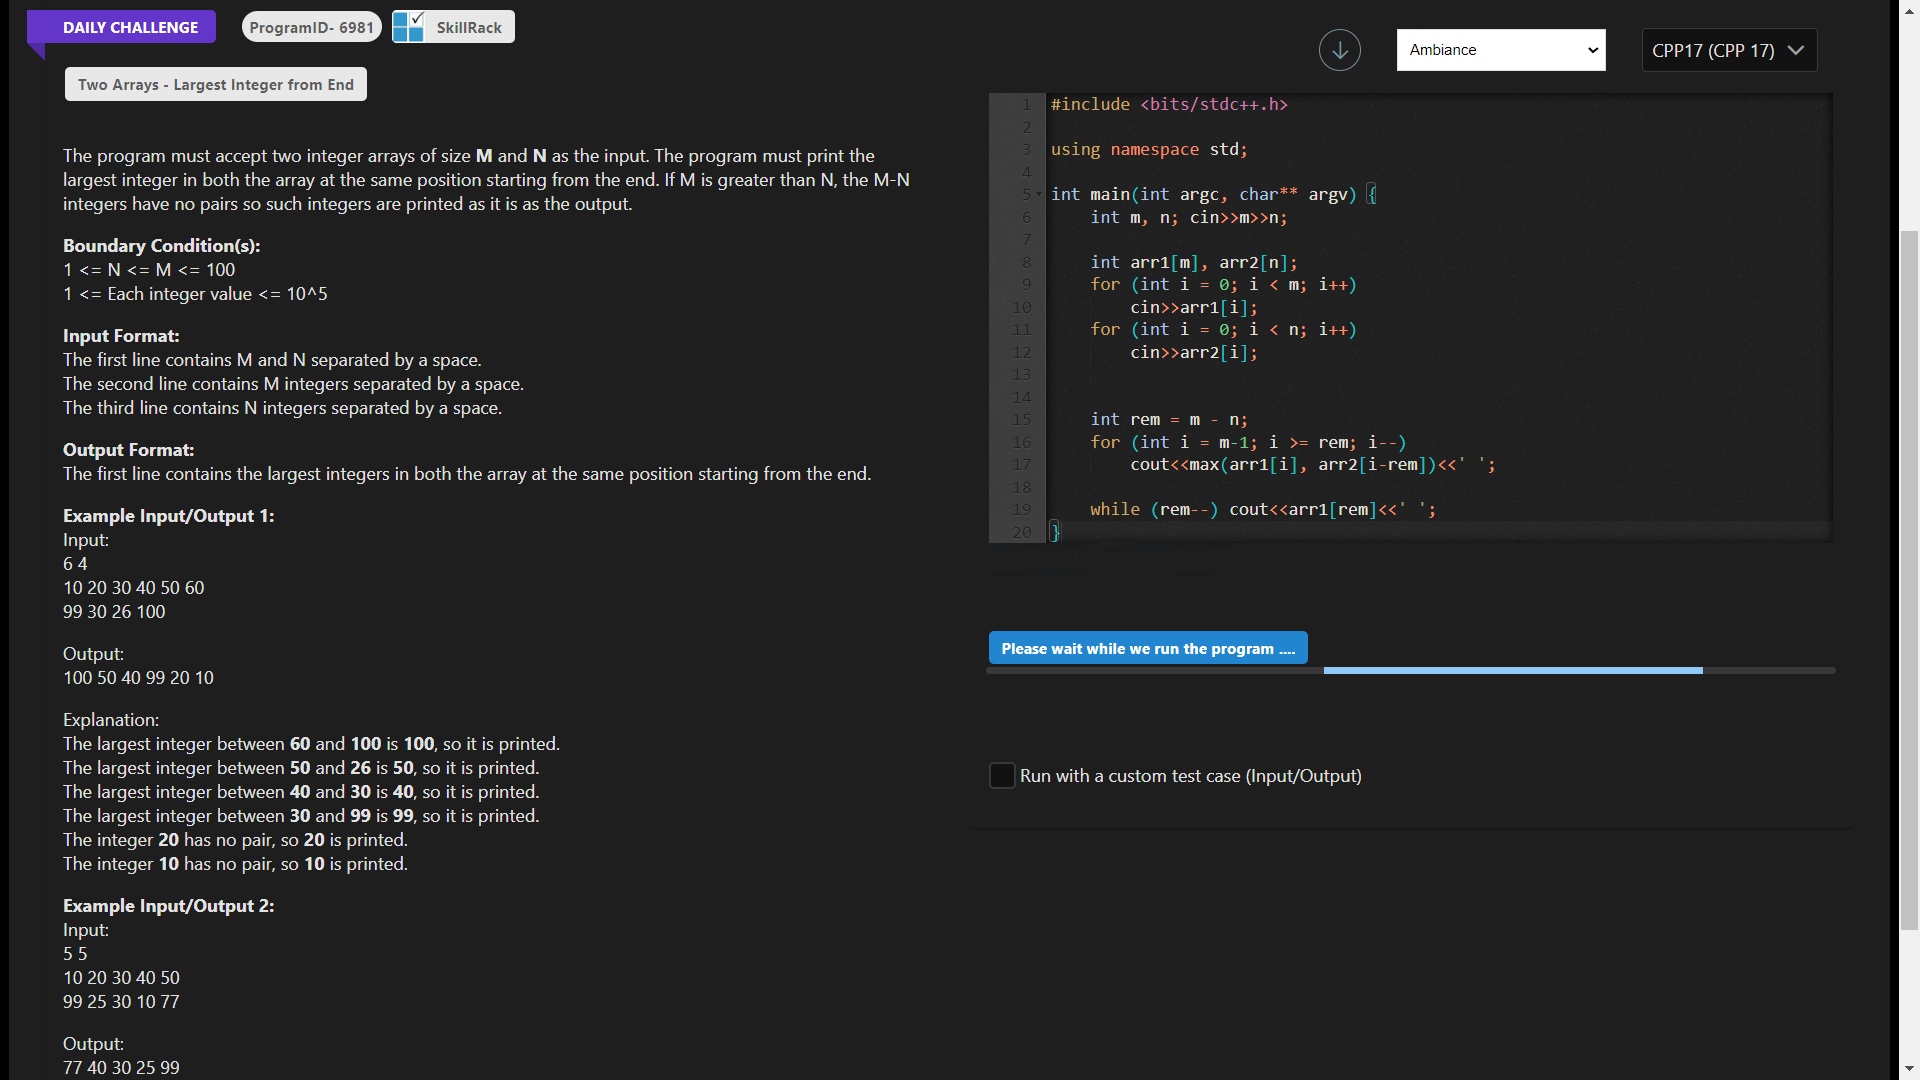 DAILY CHALLENGE
ProgramID- 6981
SkillRack
Two Arrays - Largest Integer from End
The program must accept two integer arrays of size M and N as the input. The program must print the
largest integer in both the array at the same position starting from the end. If M is greater than N, the M-N
integers have no pairs so such integers are printed as it is as the output.
Boundary Condition(s):
1 <= N <= M <= 100
1 <= Each integer value <= 10^5
Input Format:
The first line contains M and N separated by a space.
The second line contains M integers separated by a space.
The third line contains N integers separated by a space.
Output Format:
The first line contains the largest integers in both the array at the same position starting from the end.
Example Input/Output 1:
Input:
6 4
10 20 30 40 50 60
99 30 26 100
Output:
100 50 40 99 20 10
Explanation:
The largest integer between 60 and 100 is 100, so it is printed.
The largest integer between 50 and 26 is 50, so it is printed.
The largest integer between 40 and 30 is 40, so it is printed.
The largest integer between 30 and 99 is 99, so it is printed.
The integer 20 has no pair, so 20 is printed.
The integer 10 has no pair, so 10 is printed.
Example Input/Output 2:
Input:
5 5
10 20 30 40 50
99 25 30 10 77
Output:
77 40 30 25 99
Ambiance
CPP17 (CPP 17)
1 #include <bits/stdc++.h>
2
3 using namespace std;
4
5 int main(int argc, char** argv) {
6     int m, n; cin>>m>>n;
7
8     int arr1[m], arr2[n];
9     for (int i = 0; i < m; i++)
10         cin>>arr1[i];
11     for (int i = 0; i < n; i++)
12         cin>>arr2[i];
13
14
15     int rem = m - n;
16     for (int i = m-1; i >= rem; i--)
17         cout<<max(arr1[i], arr2[i-rem])<<' ';
18
19     while (rem--) cout<<arr1[rem]<<' ';
20 }
Please wait while we run the program ....
Run with a custom test case (Input/Output)